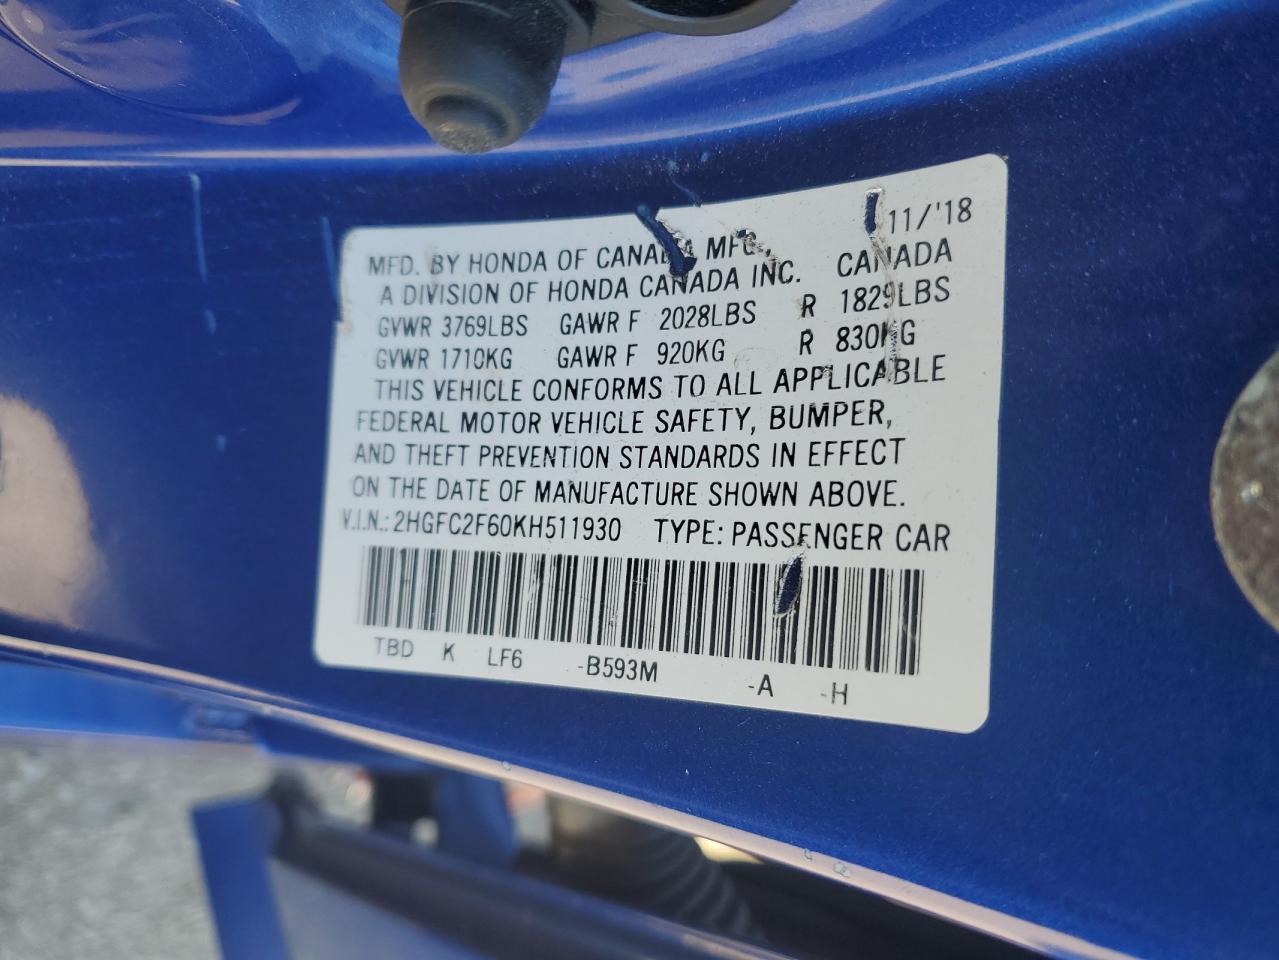 11/'18
MFD. BY HONDA OF CANADA MFG., CANADA
A DIVISION OF HONDA CANADA INC.
GVWR 3769LBS GAWR F 2028LBS R 1829LBS
GVWR 1710KG GAWR F 920KG R 830KG
THIS VEHICLE CONFORMS TO ALL APPLICABLE
FEDERAL MOTOR VEHICLE SAFETY, BUMPER,
AND THEFT PREVENTION STANDARDS IN EFFECT
ON THE DATE OF MANUFACTURE SHOWN ABOVE.
V.I.N.: 2HGFC2F60KH511930 TYPE: PASSENGER CAR
TBD K LF6 -B593M -A -H